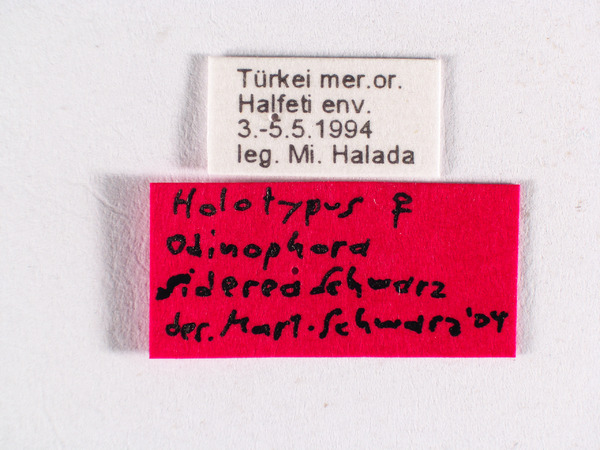 Türkei mer.or.
Halfeti env.
3.-5.5.1994
leg. Mi. Halada
Holotypus ♀
Odinophora
siderea Schwarz
des. Mart. Schwarz '04